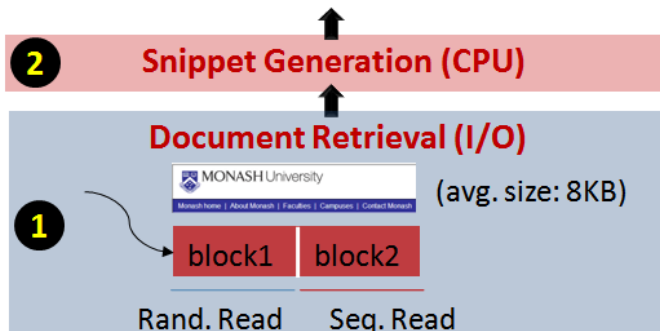 2
Snippet Generation (CPU)
Document Retrieval (I/O)
MONASH University
Monash home | About Monash | Faculties | Campuses | Contact Monash
(avg. size: 8KB)
1
block1
block2
Rand. Read
Seq. Read